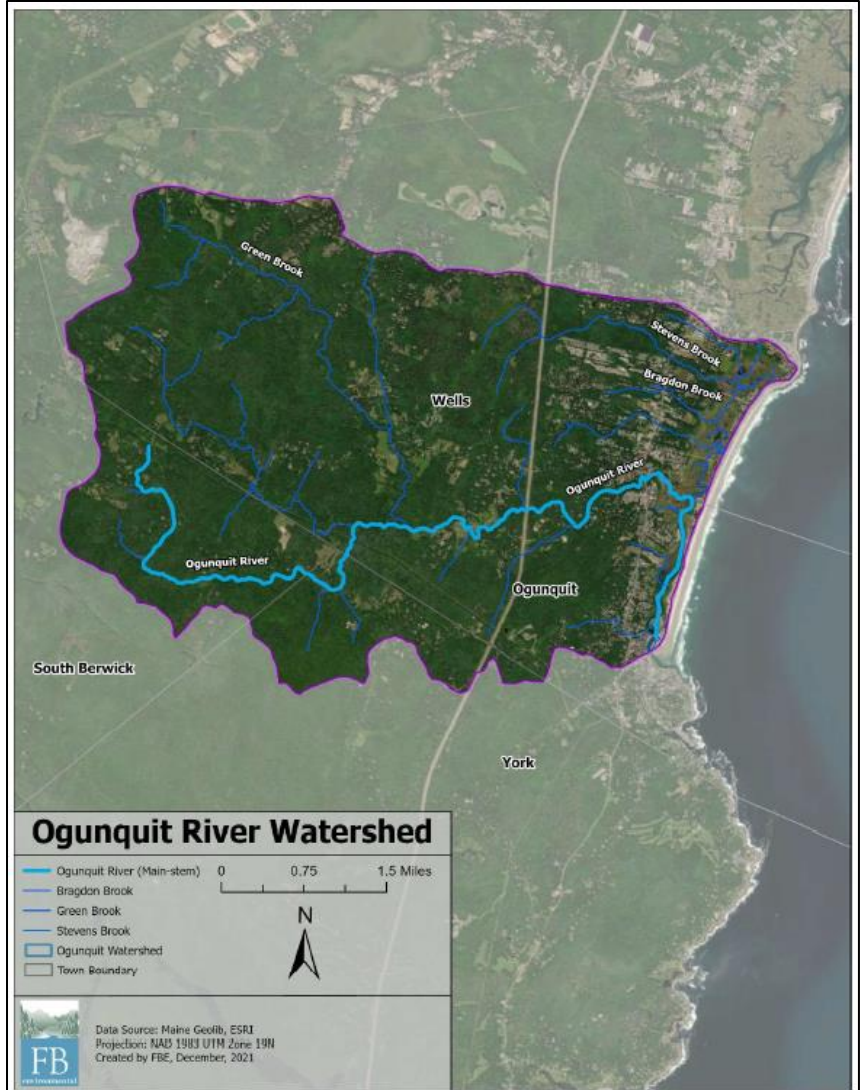 Green Brook
Stevens Brook
Bragdon Brook
Wells
Ogunquit River
Ogunquit River
Ogunquit
South Berwick
York
Ogunquit River Watershed
Ogunquit River (Main-stem)
0 0.75 1.5 Miles
Bragdon Brook
Green Brook
Stevens Brook
Ogunquit Watershed
Town Boundary
N
FB
environmental
Data Source: Maine Geolib, ESRI
Projection: NAD 1983 UTM Zone 19N
Created by FBE, December, 2021